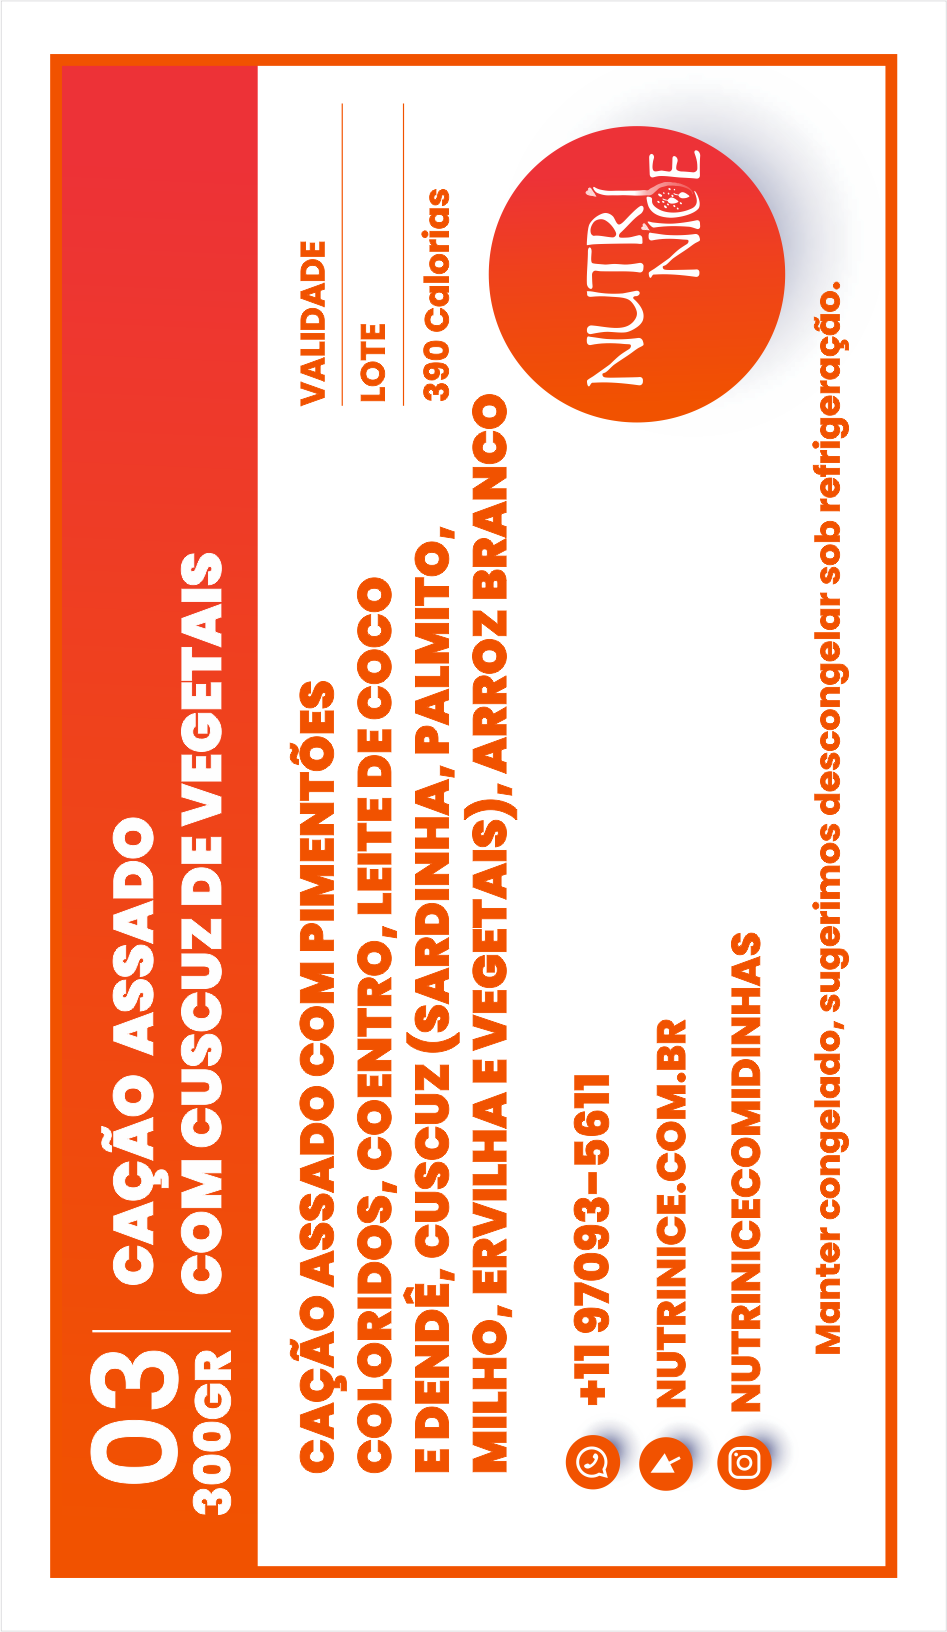 03
300GR
CAÇÃO ASSADO
COM CUSCUZ DE VEGETAIS
CAÇÃO ASSADO COM PIMENTÕES
COLORIDOS, COENTRO, LEITE DE COCO
E DENDÊ, CUSCUZ (SARDINHA, PALMITO,
MILHO, ERVILHA E VEGETAIS), ARROZ BRANCO
VALIDADE
LOTE
390 Calorias
NUTRI
NICE
+11 97093-5611
NUTRINICE.COM.BR
NUTRINICECOMIDINHAS
Manter congelado, sugerimos descongelar sob refrigeração.